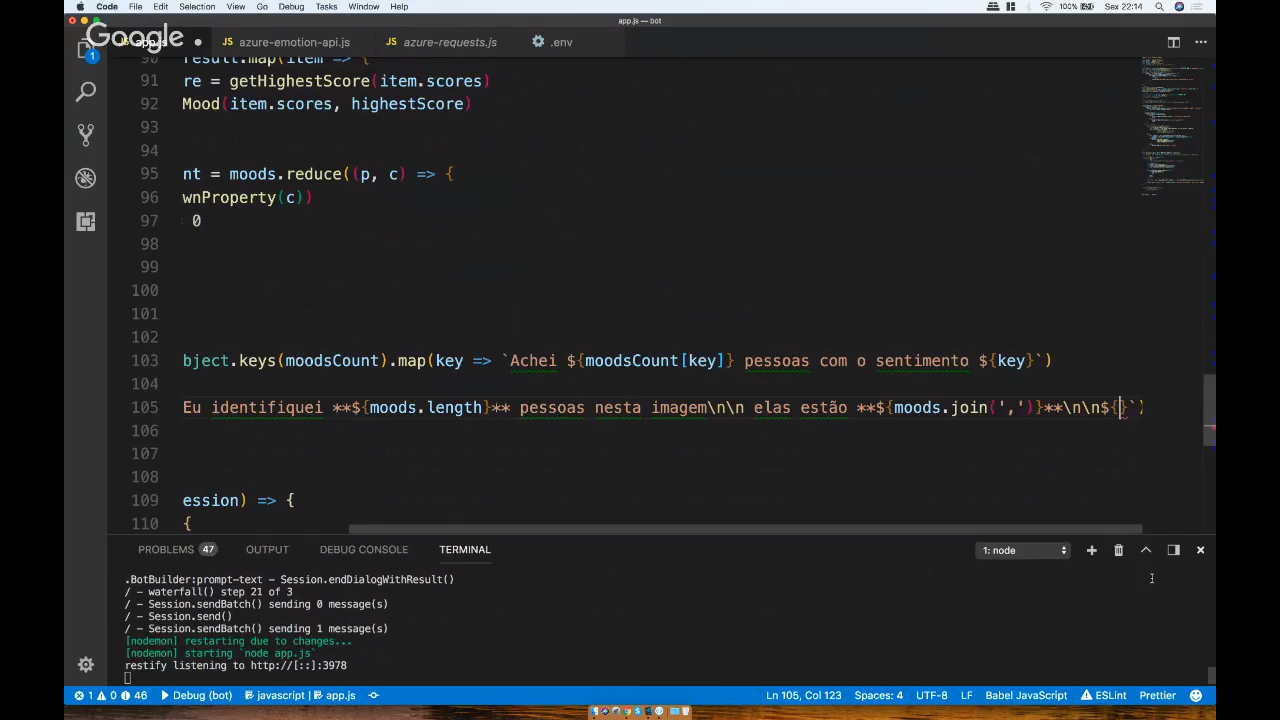 Code File Edit Selection View Go Debug Tasks Window Help 100% Sex 22:14
app.js — bot
Google
app.js azure-emotion-api.js azure-requests.js .env
1
90 result.map(item => {
91 re = getHighestScore(item.scores)
92 Mood(item.scores, highestScore)
93
94
95 nt = moods.reduce((p, c) => {
96 wnProperty(c))
97 0
98
99
100
101
102
103 bject.keys(moodsCount).map(key => `Achei ${moodsCount[key]} pessoas com o sentimento ${key}`)
104
105 Eu identifiquei **${moods.length}** pessoas nesta imagem\n\n elas estão **${moods.join(',')}**\n\n${}`)
106
107
108
109 ession) => {
110 {
PROBLEMS 47 OUTPUT DEBUG CONSOLE TERMINAL 1: node
.BotBuilder:prompt-text - Session.endDialogWithResult()
/ - waterfall() step 21 of 3
/ - Session.sendBatch() sending 0 message(s)
/ - Session.send()
/ - Session.sendBatch() sending 1 message(s)
[nodemon] restarting due to changes...
[nodemon] starting `node app.js`
restify listening to http://[::]:3978
1 0 46 Debug (bot) javascript | app.js Ln 105, Col 123 Spaces: 4 UTF-8 LF Babel JavaScript ESLint Prettier